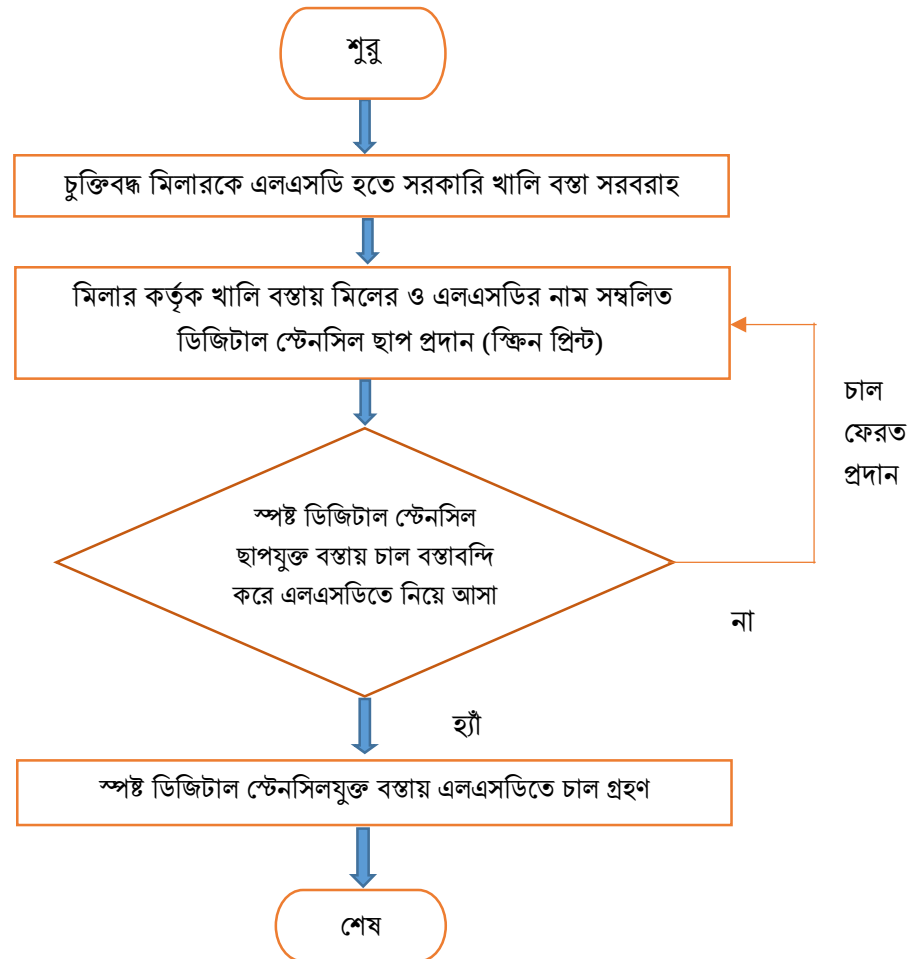 শুরু
চুক্তিবদ্ধ মিলারকে এলএসডি হতে সরকারি খালি বস্তা সরবরাহ
মিলার কর্তৃক খালি বস্তায় মিলের ও এলএসডির নাম সম্বলিত
ডিজিটাল স্টেনসিল ছাপ প্রদান (স্ক্রিন প্রিন্ট)
চাল
ফেরত
প্রদান
স্পষ্ট ডিজিটাল স্টেনসিল
ছাপযুক্ত বস্তায় চাল বস্তাবন্দি
করে এলএসডিতে নিয়ে আসা
না
হ্যাঁ
স্পষ্ট ডিজিটাল স্টেনসিলযুক্ত বস্তায় এলএসডিতে চাল গ্রহণ
শেষ